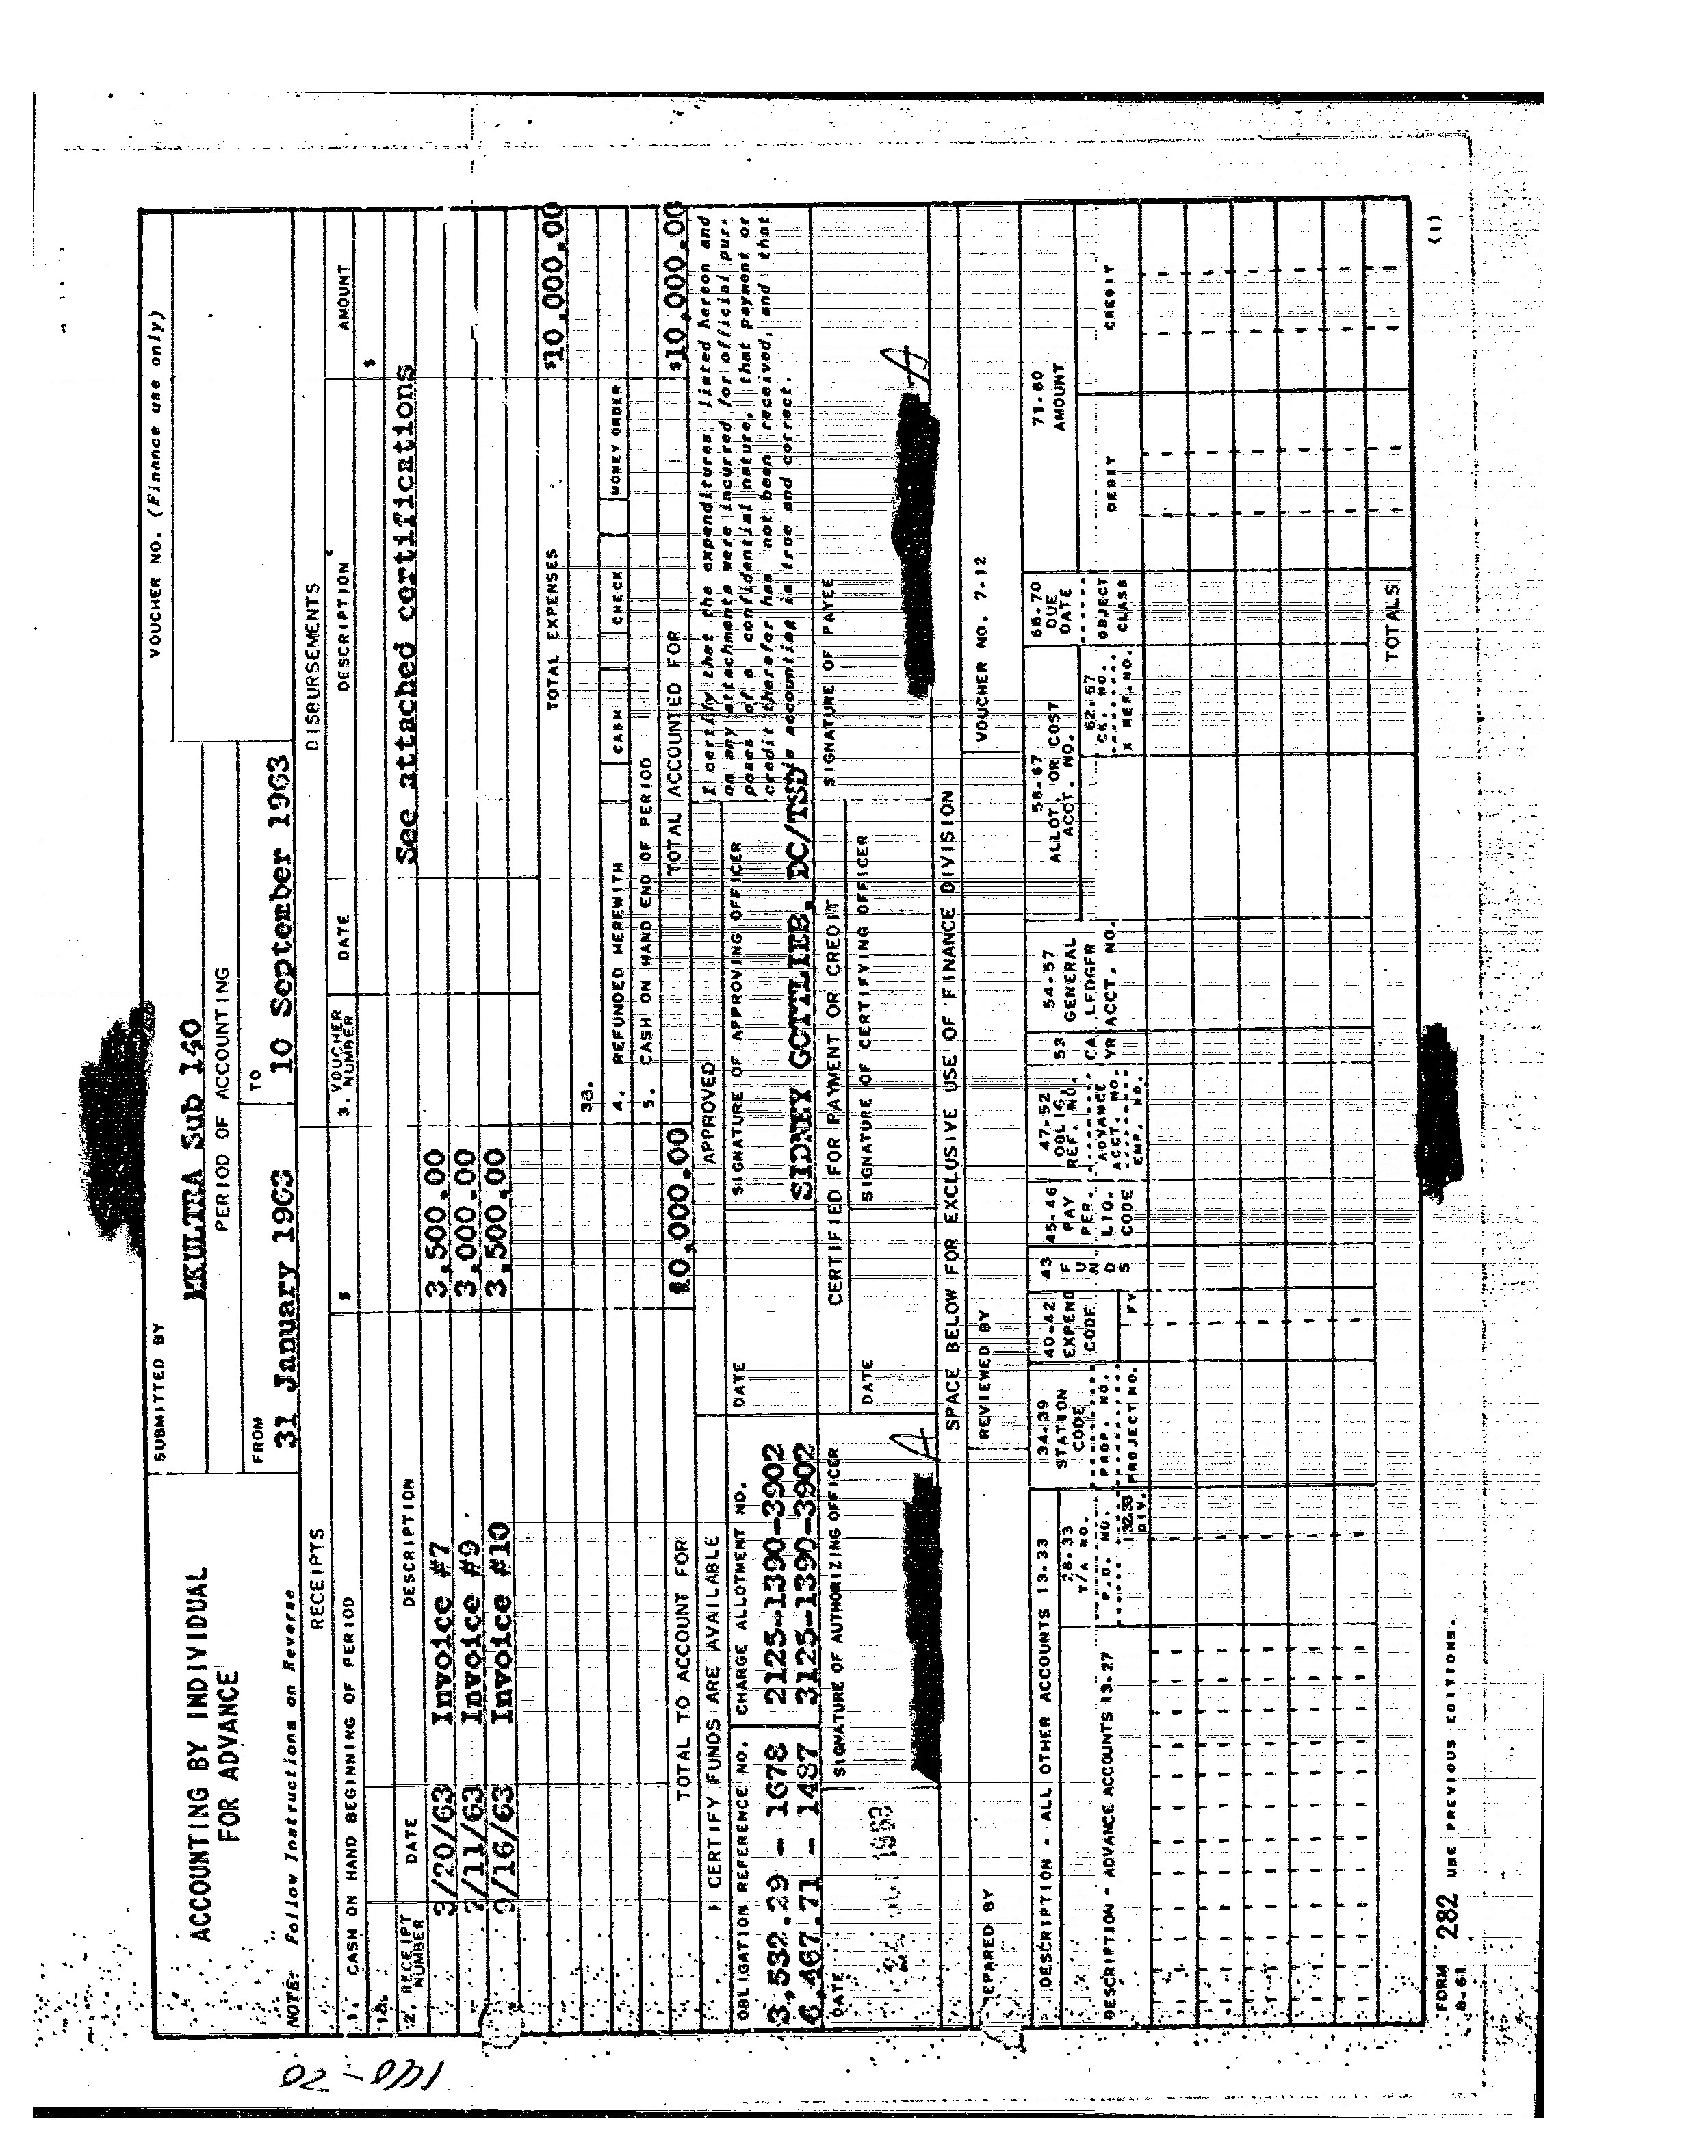 ACCOUNTING BY INDIVIDUAL
FOR ADVANCE
NOTE: Follow Instructions on Reverse
SUBMITTED BY
MKULTRA Sub 140
PERIOD OF ACCOUNTING
FROM
31 January 1963
TO
10 September 1963
VOUCHER NO. (Finance use only)
RECEIPTS
1. CASH ON HAND BEGINNING OF PERIOD $
1a.
2. RECEIPT NUMBER DATE DESCRIPTION
3/20/63 Invoice #7 3,500.00
7/11/63 Invoice #9 3,000.00
9/16/63 Invoice #10 3,500.00
TOTAL TO ACCOUNT FOR 10,000.00
DISBURSEMENTS
3. VOUCHER NUMBER DATE DESCRIPTION AMOUNT
$
See attached certifications
TOTAL EXPENSES $10,000.00
3a.
4. REFUNDED HEREWITH CASH CHECK MONEY ORDER
5. CASH ON HAND END OF PERIOD
TOTAL ACCOUNTED FOR $10,000.00
I CERTIFY FUNDS ARE AVAILABLE
OBLIGATION REFERENCE NO. CHARGE ALLOTMENT NO.
3,532.29 - 1678 2125-1390-3902
6,467.71 - 1487 3125-1390-3902
DATE SIGNATURE OF AUTHORIZING OFFICER
1963
A
APPROVED
DATE SIGNATURE OF APPROVING OFFICER
SIDNEY GOTTLIEB, DC/TSD
CERTIFIED FOR PAYMENT OR CREDIT
DATE SIGNATURE OF CERTIFYING OFFICER
I certify that the expenditures listed hereon and
on any attachments were incurred for official pur-
poses of a confidential nature, that payment or
credit therefor has not been received, and that
this accounting is true and correct.
SIGNATURE OF PAYEE
A
SPACE BELOW FOR EXCLUSIVE USE OF FINANCE DIVISION
PREPARED BY REVIEWED BY VOUCHER NO. 7-12
DESCRIPTION - ALL OTHER ACCOUNTS 13-33
DESCRIPTION - ADVANCE ACCOUNTS 13-27
28-33
T/A NO.
P.O. NO.
32-33
DIV.
34-39
STATION
CODE
PROP. NO.
PROJECT NO.
40-42
EXPEND
CODE
FY
43
FUNDS
45-46
PAY
PER.
LIQ.
CODE
47-52
OBLIG.
REF. NO.
ADVANCE
ACCT. NO.
EMP. NO.
53
CA
YR
54-57
GENERAL
LEDGER
ACCT. NO.
58-67
ALLOT. OR COST
ACCT. NO.
62-67
CK. NO.
X REF. NO.
68-70
DUE
DATE
OBJECT
CLASS
71-80
AMOUNT
DEBIT CREDIT
TOTALS
FORM 8-61 282 USE PREVIOUS EDITIONS.
(1)
140-20